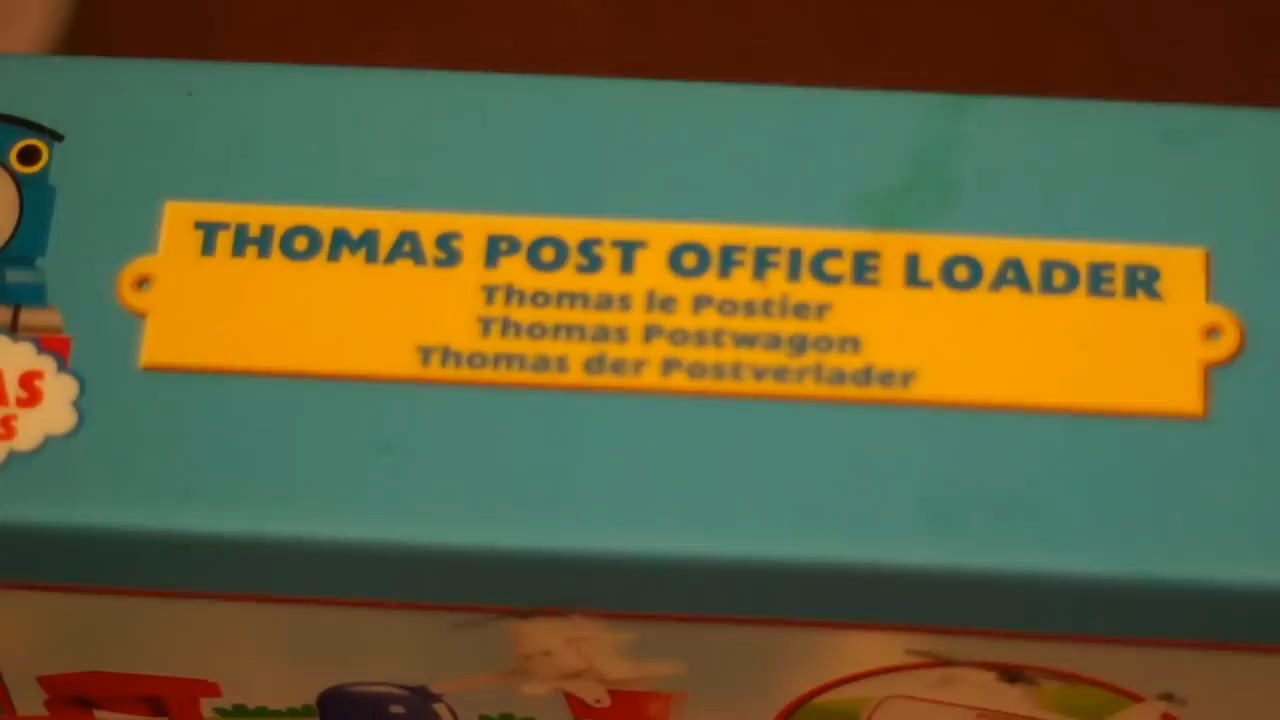 THOMAS POST OFFICE LOADER
Thomas le Postier
Thomas Postwagon
Thomas der Postverlader